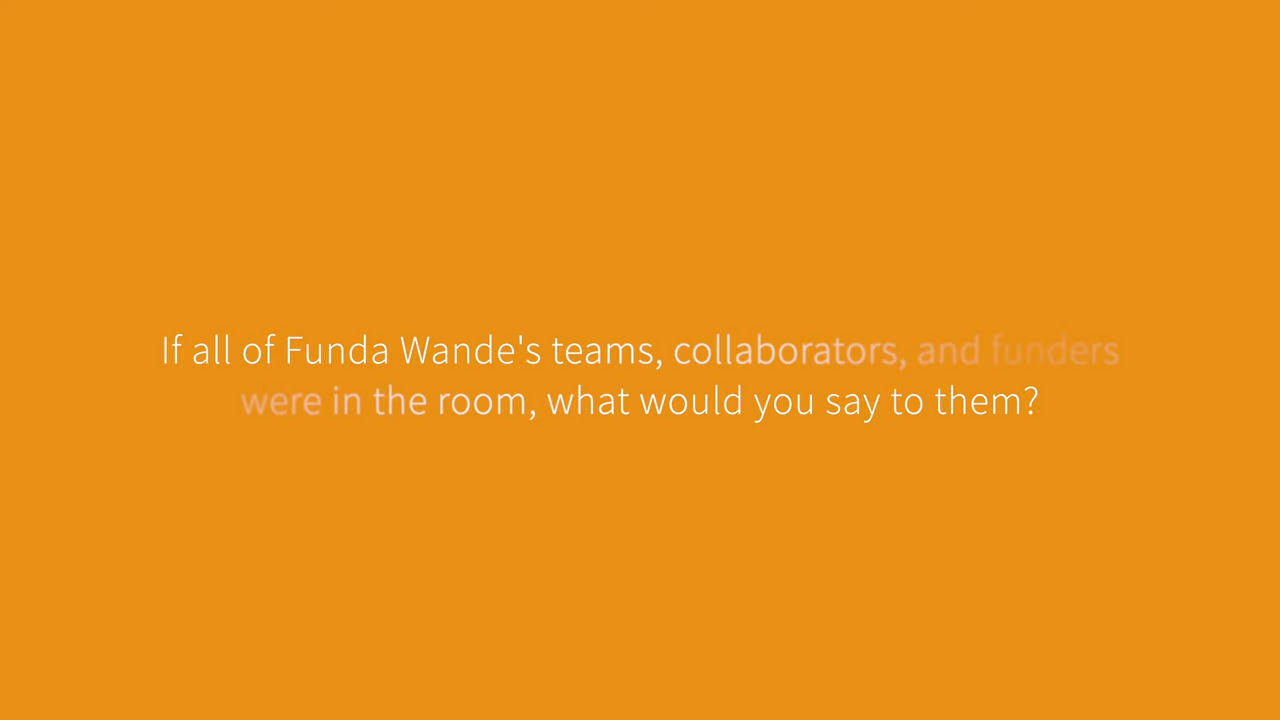 If all of Funda Wande's teams, collaborators, and funders
were in the room, what would you say to them?